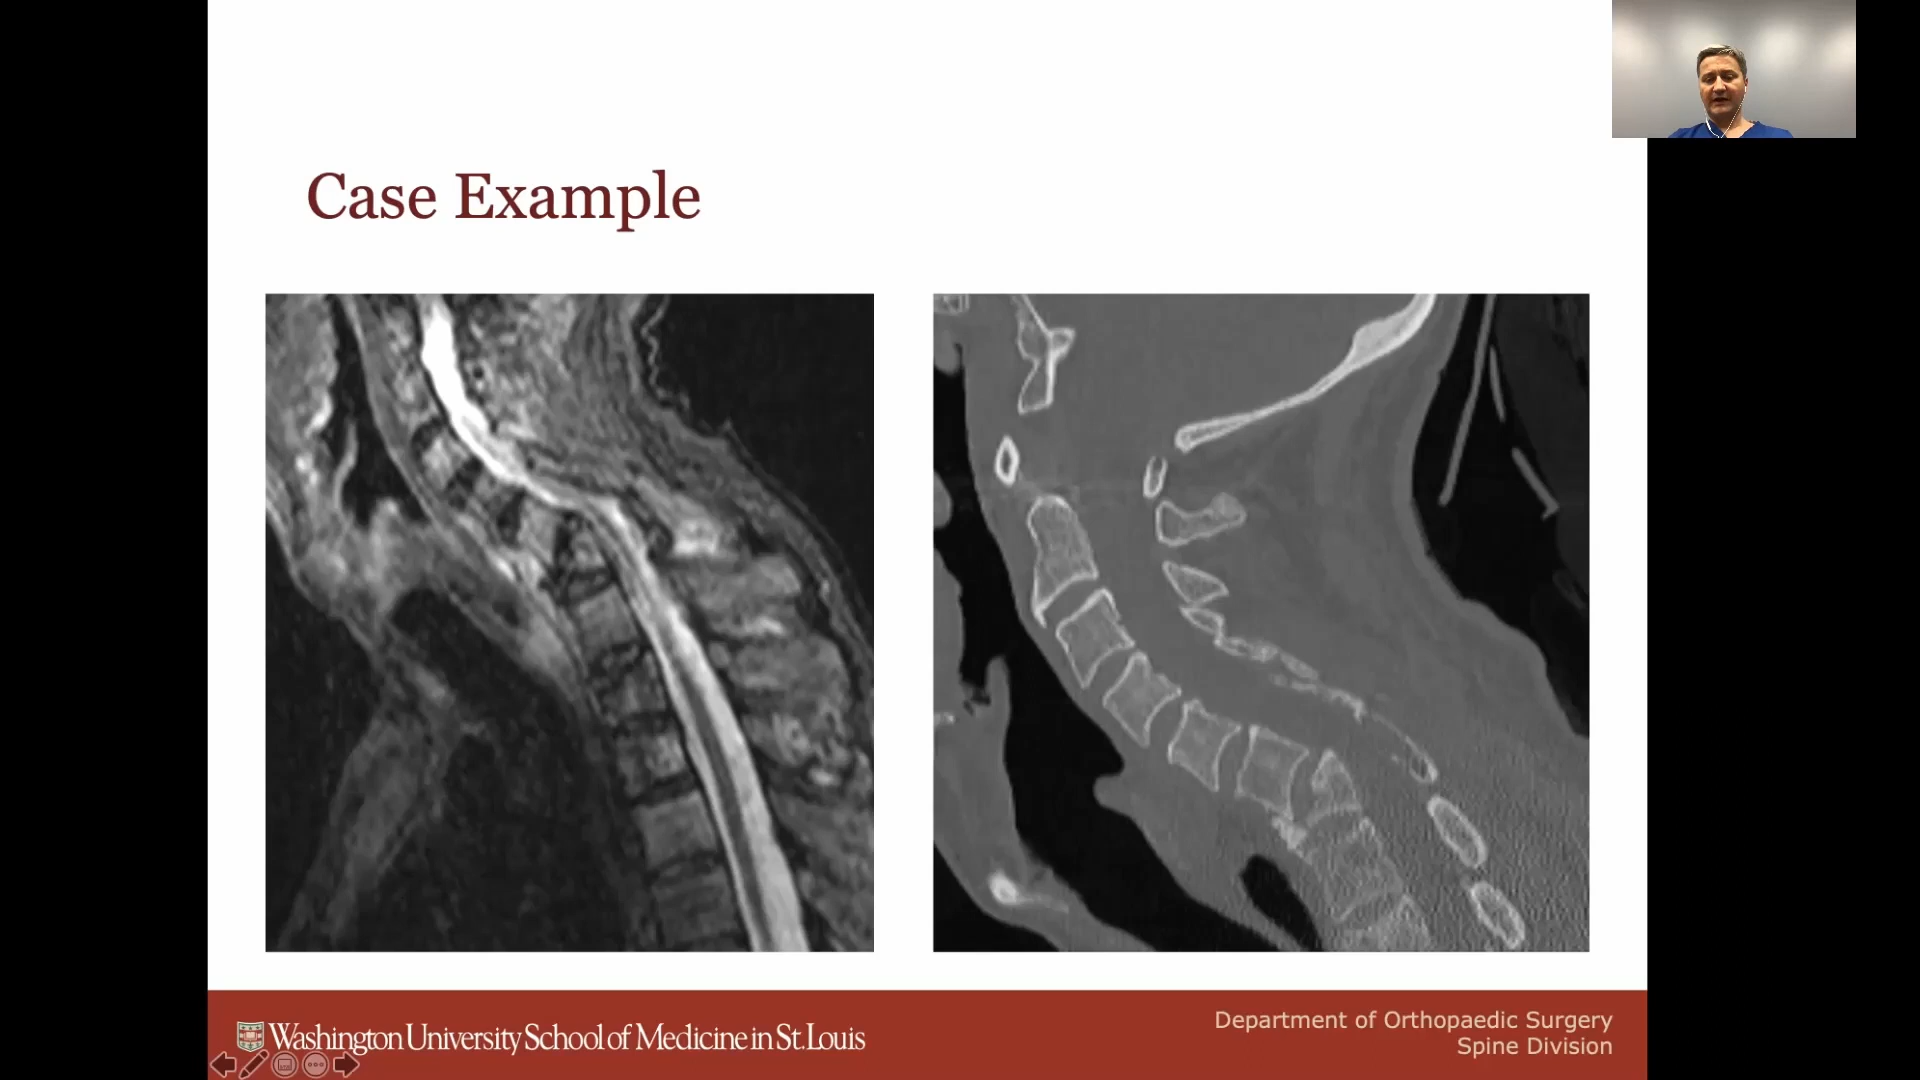 Case Example
Washington University School of Medicine in St. Louis
Department of Orthopaedic Surgery
Spine Division